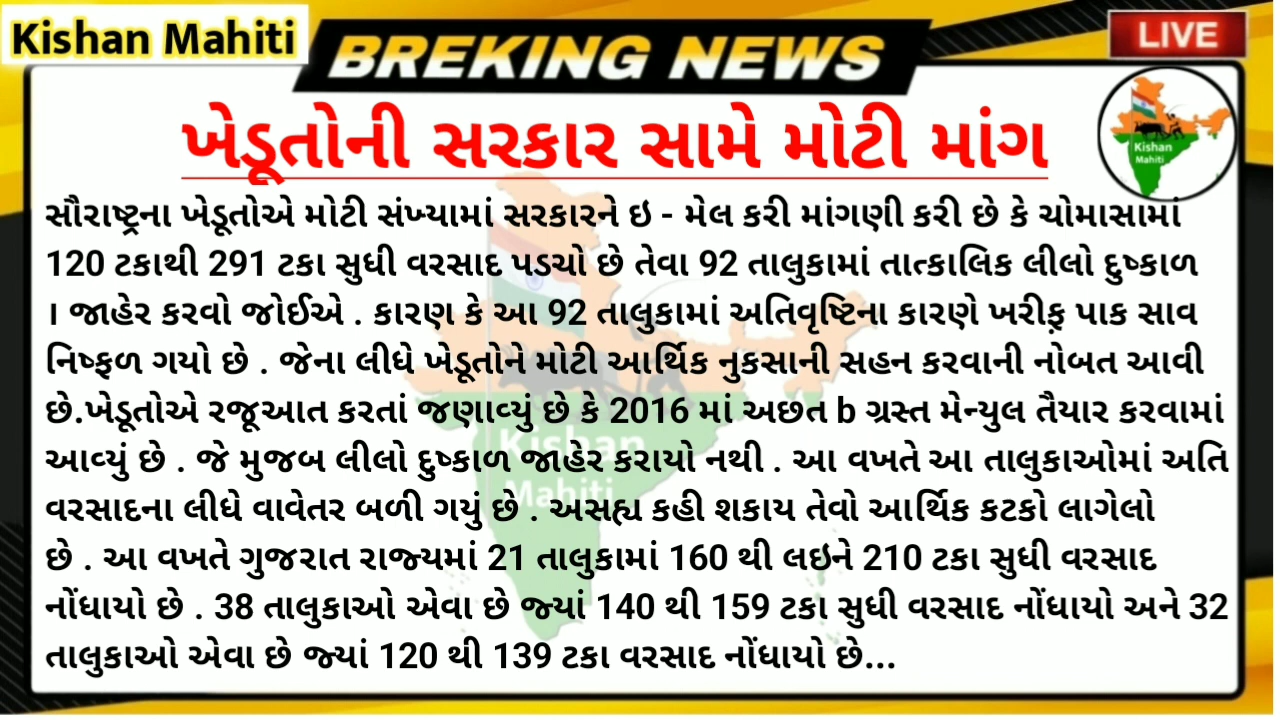 Kishan Mahiti
BREKING NEWS
LIVE
ખેડૂતોની સરકાર સામે મોટી માંગ
Kishan
Mahiti
સૌરાષ્ટ્રના ખેડૂતોએ મોટી સંખ્યામાં સરકારને ઇ - મેલ કરી માંગણી કરી છે કે ચોમાસામાં
120 ટકાથી 291 ટકા સુધી વરસાદ પડયો છે તેવા 92 તાલુકામાં તાત્કાલિક લીલો દુષ્કાળ
। જાહેર કરવો જોઈએ . કારણ કે આ 92 તાલુકામાં અતિવૃષ્ટિના કારણે ખરીફ઼ પાક સાવ
નિષ્ફળ ગયો છે . જેના લીધે ખેડૂતોને મોટી આર્થિક નુકસાની સહન કરવાની નોબત આવી
છે.ખેડૂતોએ રજૂઆત કરતાં જણાવ્યું છે કે 2016 માં અછત b ગ્રસ્ત મેન્યુલ તૈયાર કરવામાં
આવ્યું છે . જે મુજબ લીલો દુષ્કાળ જાહેર કરાયો નથી . આ વખતે આ તાલુકાઓમાં અતિ
વરસાદના લીધે વાવેતર બળી ગયું છે . અસહ્ય કહી શકાય તેવો આર્થિક કટકો લાગેલો
છે . આ વખતે ગુજરાત રાજ્યમાં 21 તાલુકામાં 160 થી લઇને 210 ટકા સુધી વરસાદ
નોંધાયો છે . 38 તાલુકાઓ એવા છે જ્યાં 140 થી 159 ટકા સુધી વરસાદ નોંધાયો અને 32
તાલુકાઓ એવા છે જ્યાં 120 થી 139 ટકા વરસાદ નોંધાયો છે...
Kishan
Mahiti